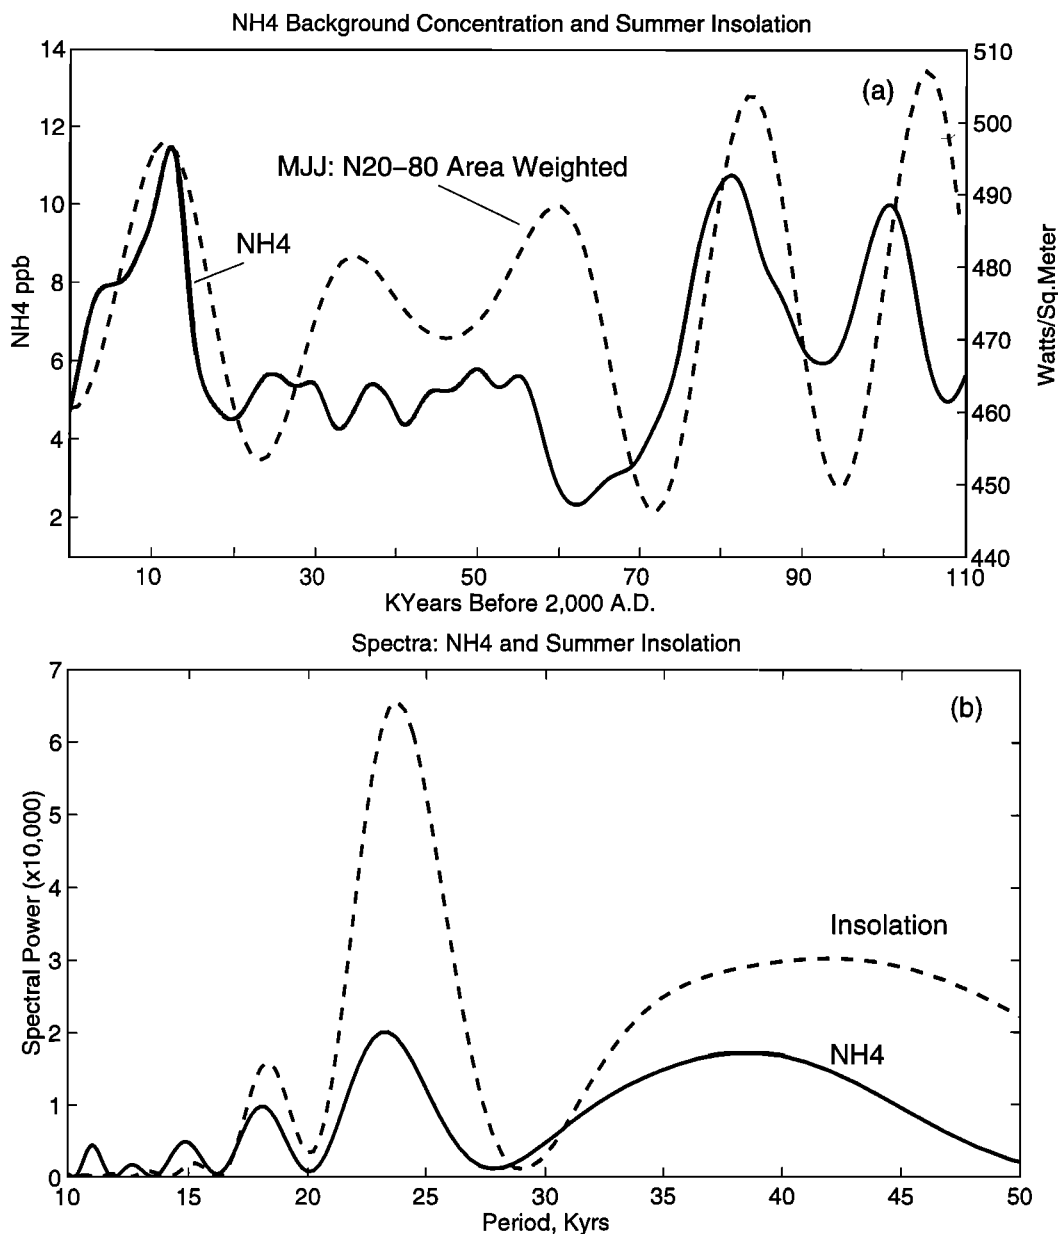 NH4 Background Concentration and Summer Insolation
14
12
10
8
6
4
2
NH4 ppb
510
500
490
480
470
460
450
440
Watts/Sq.Meter
(a)
MJJ: N20-80 Area Weighted
NH4
10
30
50
70
90
110
KYears Before 2,000 A.D.
Spectra: NH4 and Summer Insolation
7
6
5
4
3
2
1
0
Spectral Power (x10,000)
(b)
Insolation
NH4
10
15
20
25
30
35
40
45
50
Period, Kyrs